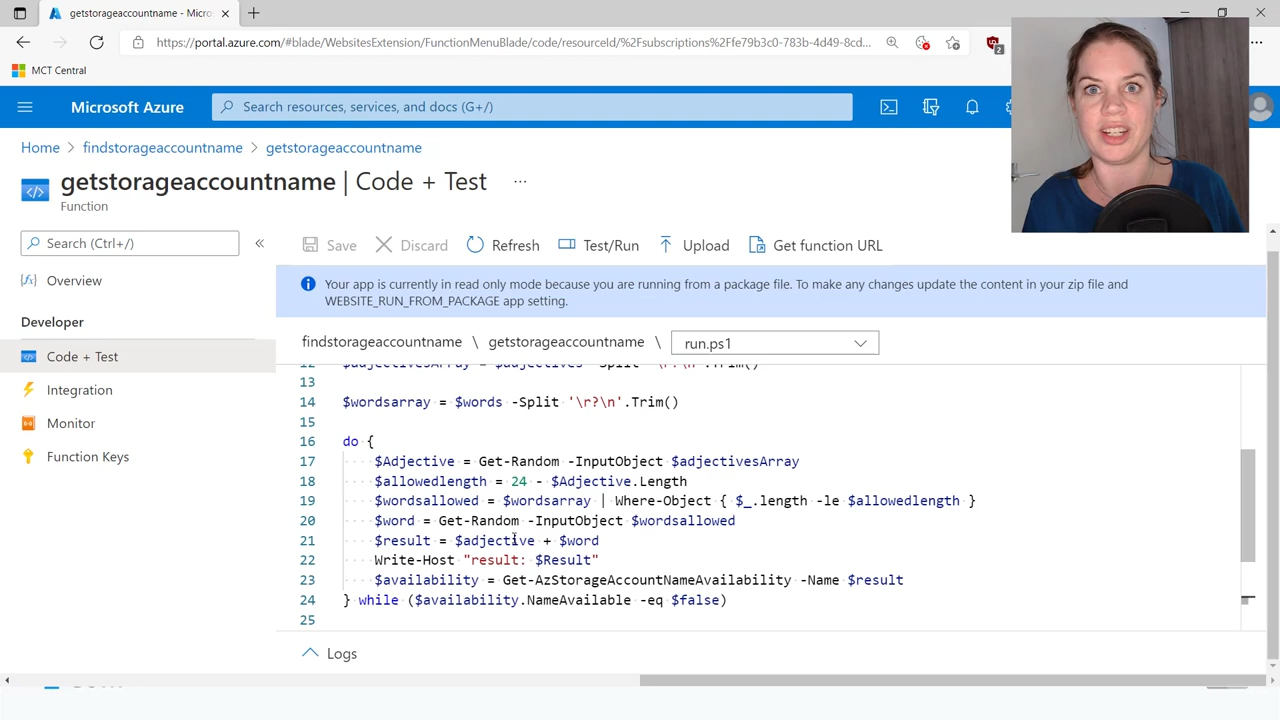 getstorageaccountname - Micro
https://portal.azure.com/#blade/WebsitesExtension/FunctionMenuBlade/code/resourceId/%2Fsubscriptions%2Ffe79b3c0-783b-4d49-8cd...
2
MCT Central
Microsoft Azure
Search resources, services, and docs (G+/)
Home > findstorageaccountname > getstorageaccountname
getstorageaccountname | Code + Test ...
Function
Search (Ctrl+/)
«
Save
Discard
Refresh
Test/Run
Upload
Get function URL
Overview
Developer
Code + Test
Integration
Monitor
Function Keys
Your app is currently in read only mode because you are running from a package file. To make any changes update the content in your zip file and
WEBSITE_RUN_FROM_PACKAGE app setting.
findstorageaccountname \ getstorageaccountname \ run.ps1
12 $adjectivesArray = $adjectives -Split '\r?\n'.Trim()
13
14 $wordsarray = $words -Split '\r?\n'.Trim()
15
16 do {
17 $Adjective = Get-Random -InputObject $adjectivesArray
18 $allowedlength = 24 - $Adjective.Length
19 $wordsallowed = $wordsarray | Where-Object { $_.length -le $allowedlength }
20 $word = Get-Random -InputObject $wordsallowed
21 $result = $adjective + $word
22 Write-Host "result: $Result"
23 $availability = Get-AzStorageAccountNameAvailability -Name $result
24 } while ($availability.NameAvailable -eq $false)
25
Logs